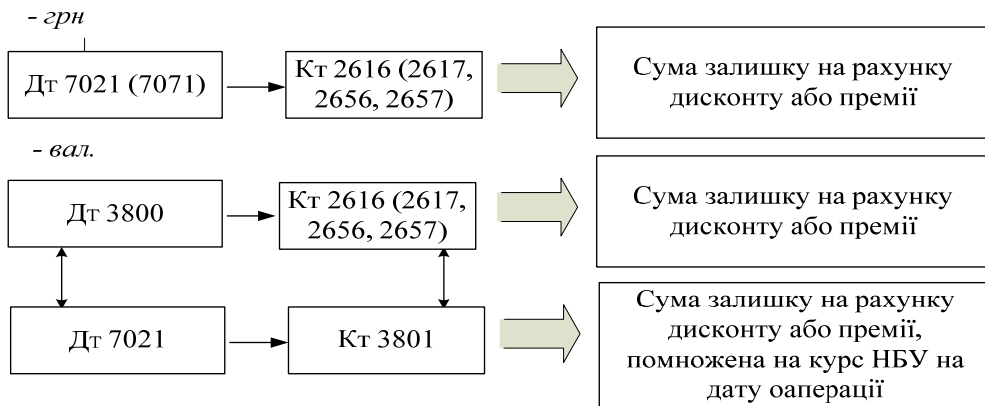 - грн
Дт 7021 (7071)
Кт 2616 (2617,
2656, 2657)
Сума залишку на рахунку
дисконту або премії
- вал.
Дт 3800
Кт 2616 (2617,
2656, 2657)
Сума залишку на рахунку
дисконту або премії
Дт 7021
Кт 3801
Сума залишку на рахунку
дисконту або премії,
помножена на курс НБУ на
дату оаперації